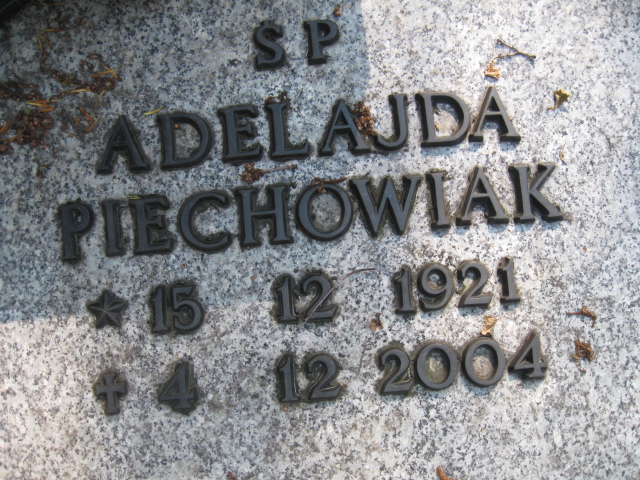 SP
ADELAJDA
PIECHOWIAK
★ 15 12 1921
✝ 4 12 2004